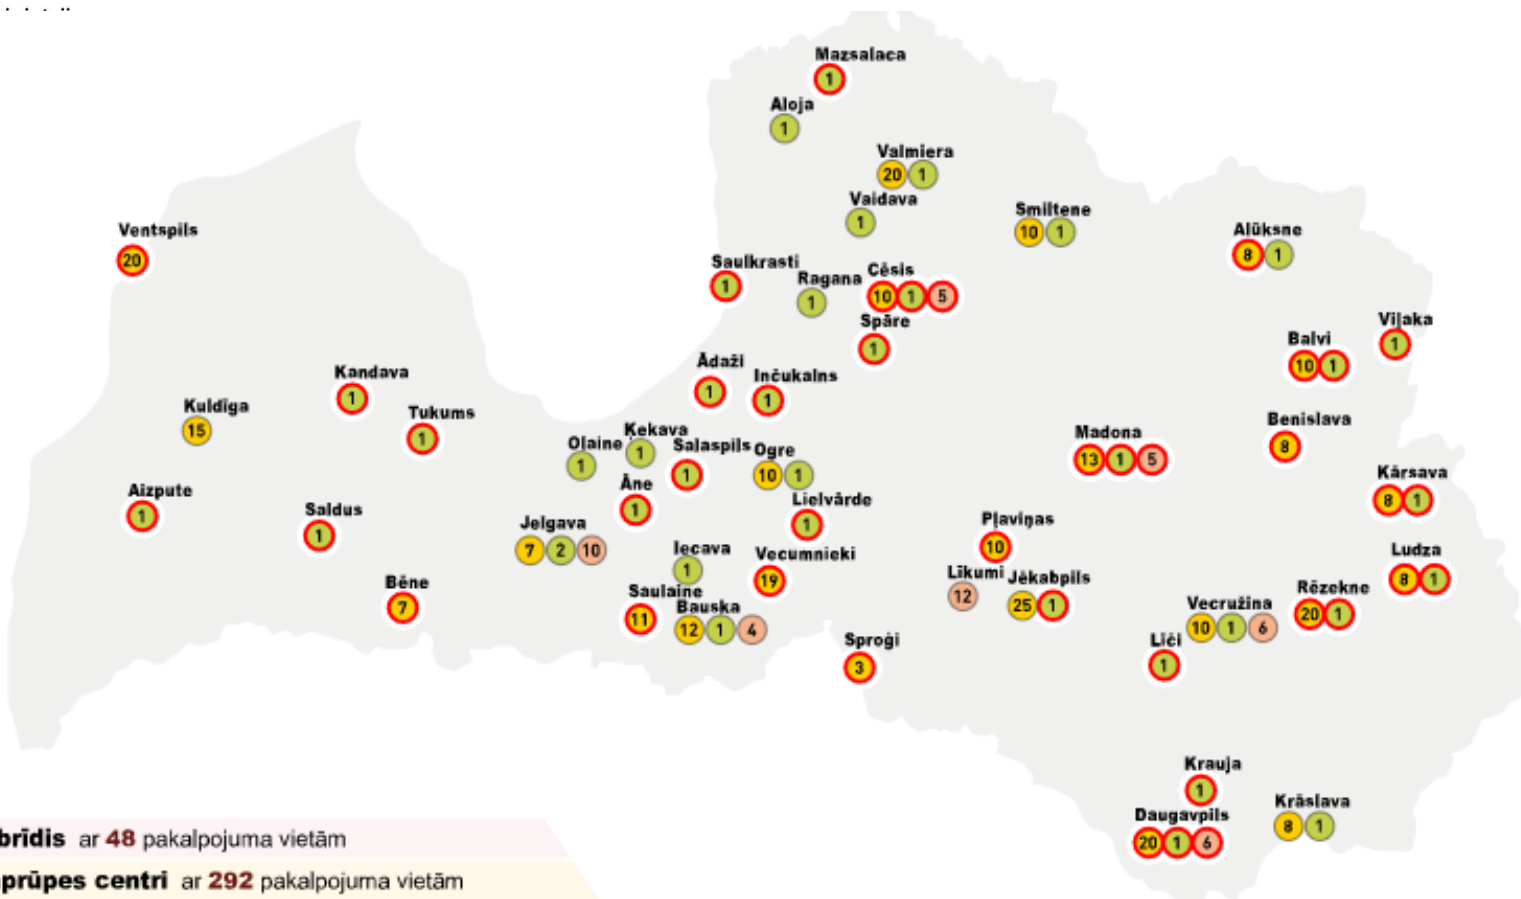 Mazsalaca
1
Aloja
1
Valmiera
20 1
Vaidava
1
Smiltene
10 1
Alūksne
8 1
Ventspils
20
Saulkrasti
1
Ragana
1
Cēsis
10 1 5
Spāre
1
Viļaka
1
Balvi
10 1
Ādaži
1
Inčukalns
1
Kandava
1
Kuldīga
15
Tukums
1
Olaine
1
Ķekava
1
Salaspils
1
Ogre
10 1
Madona
13 1 5
Benislava
8
Kārsava
8 1
Aizpute
1
Saldus
1
Āne
1
Lielvārde
1
Jelgava
7 2 10
Pļaviņas
10
Iecava
1
Vecumnieki
19
Līkumi
12
Jēkabpils
25 1
Ludza
8 1
Rēzekne
20 1
Bēne
7
Saulaine
11
Bauska
12 1 4
Vecružina
10 1 6
Sproģi
3
Līči
1
Krauja
1
Daugavpils
20 1 6
Krāslava
8 1
brīdis ar 48 pakalpojuma vietām
prūpes centri ar 292 pakalpojuma vietām